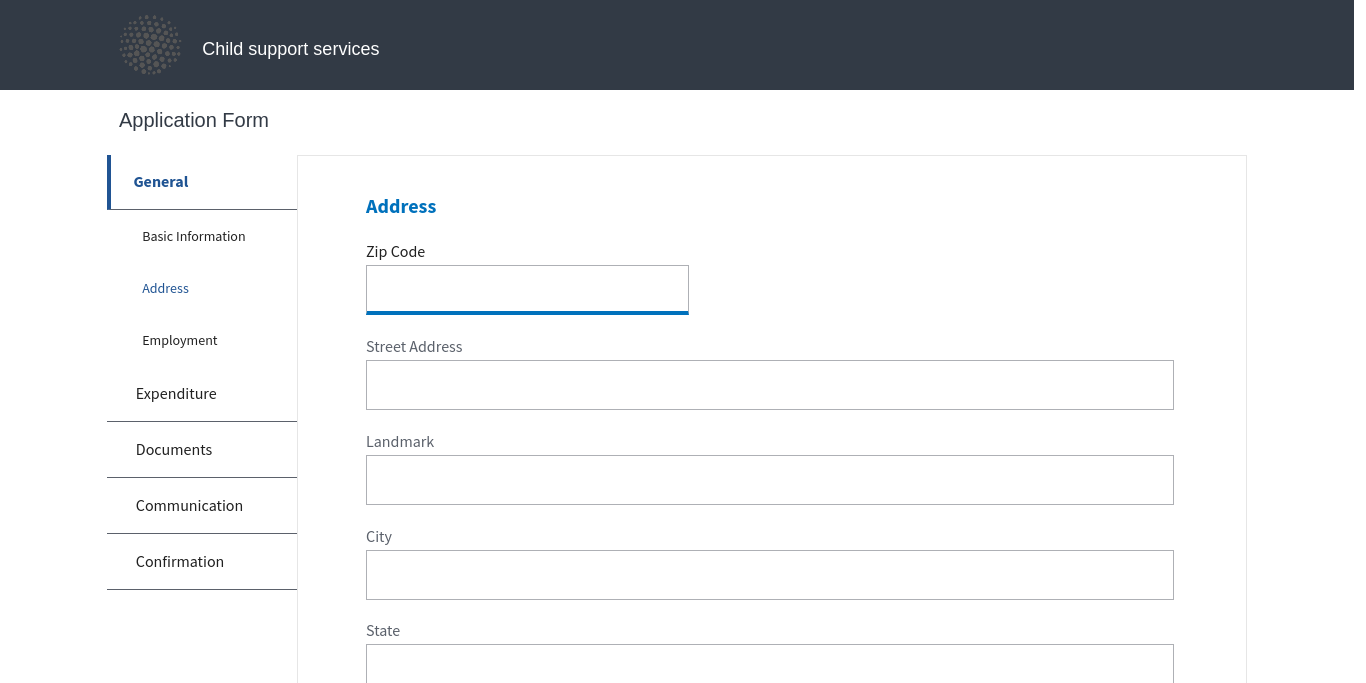 Child support services
Application Form
General
Basic Information
Address
Employment
Expenditure
Documents
Communication
Confirmation
Address
Zip Code
Street Address
Landmark
City
State